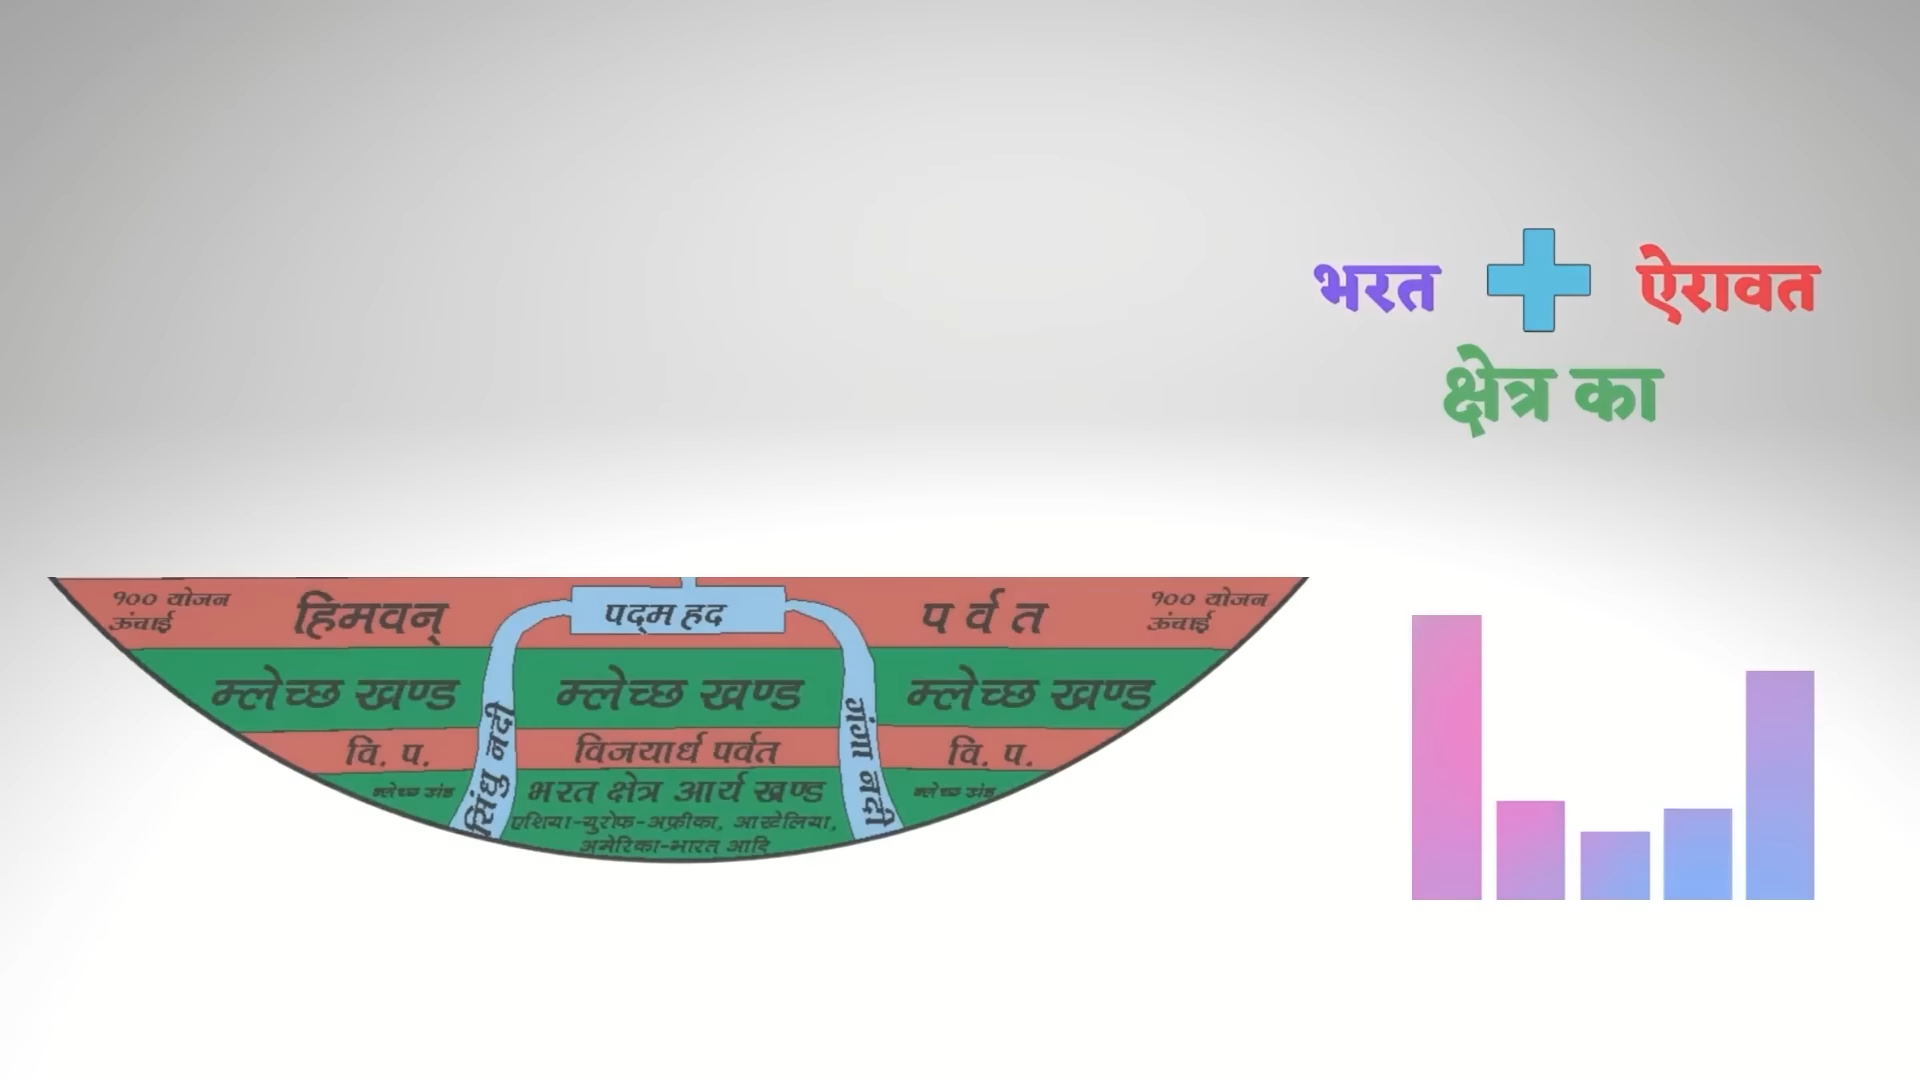 भरत ऐरावत
क्षेत्र का
१०० योजन
ऊंचाई
हिमवन्
पद्म हद
पर्वत
१०० योजन
ऊंचाई
म्लेच्छ खण्ड
म्लेच्छ खण्ड
म्लेच्छ खण्ड
सिंधु नदी
गंगा नदी
वि. प.
विजयार्ध पर्वत
वि. प.
म्लेच्छ खंड
भरत क्षेत्र आर्य खण्ड
म्लेच्छ खंड
एशिया-युरोफ-अफ्रीका,
अमेरिका-भारत आदि